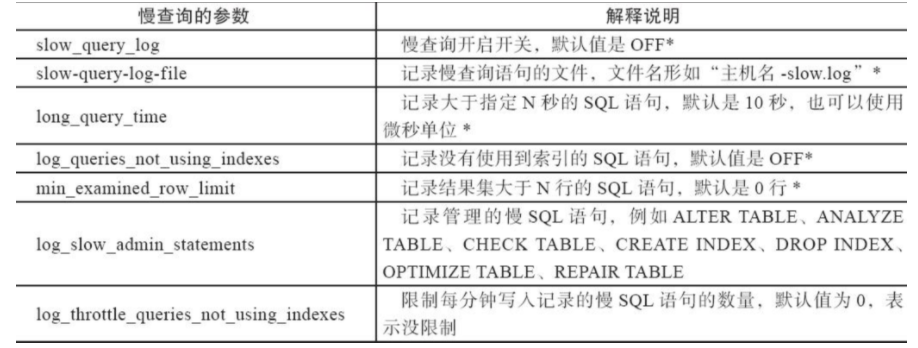 慢查询的参数 解释说明
slow_query_log 慢查询开启开关，默认值是 OFF*
slow-query-log-file 记录慢查询语句的文件，文件名形如“主机名 -slow.log”*
long_query_time 记录大于指定 N 秒的 SQL 语句，默认是 10 秒，也可以使用
微秒单位 *
log_queries_not_using_indexes 记录没有使用到索引的 SQL 语句，默认值是 OFF*
min_examined_row_limit 记录结果集大于 N 行的 SQL 语句，默认是 0 行 *
log_slow_admin_statements 记录管理的慢 SQL 语句，例如 ALTER TABLE、ANALYZE
TABLE、CHECK TABLE、CREATE INDEX、DROP INDEX、
OPTIMIZE TABLE、REPAIR TABLE
log_throttle_queries_not_using_indexes 限制每分钟写入记录的慢 SQL 语句的数量，默认值为 0，表
示没限制